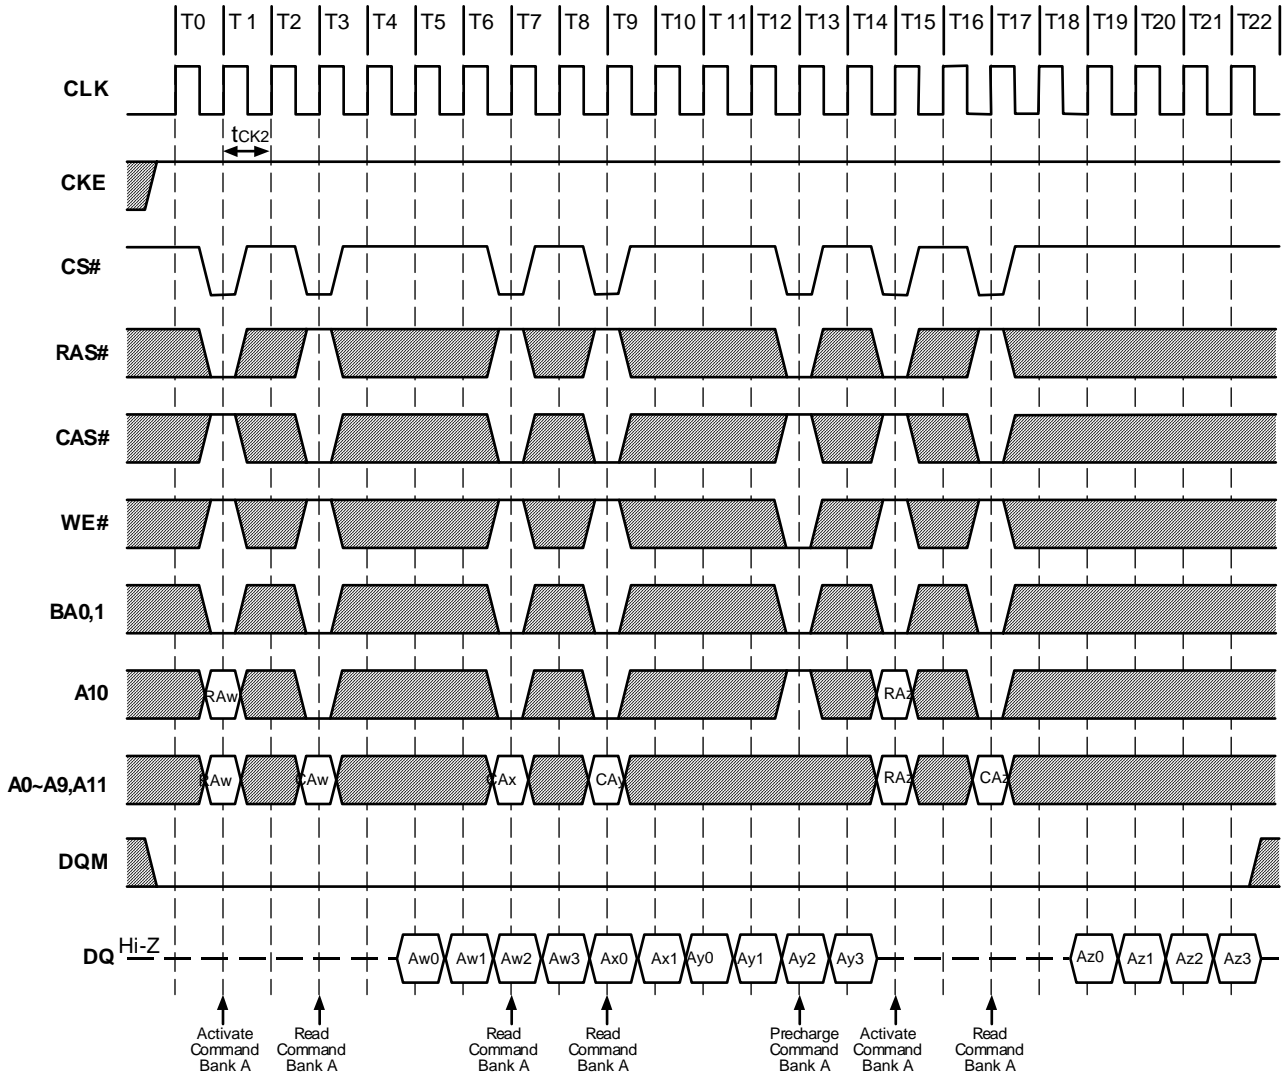 T0 T 1 T2 T3 T4 T5 T6 T7 T8 T9 T10 T 11 T12 T13 T14 T15 T16 T17 T18 T19 T20 T21 T22
CLK
tCK2
CKE
CS#
RAS#
CAS#
WE#
BA0,1
A10 RAw RAz
A0~A9,A11 RAw CAw CAx CAy RAz CAz
DQM
DQ Hi-Z Aw0 Aw1 Aw2 Aw3 Ax0 Ax1 Ay0 Ay1 Ay2 Ay3 Az0 Az1 Az2 Az3
Activate Command Bank A
Read Command Bank A
Read Command Bank A
Read Command Bank A
Precharge Command Bank A
Activate Command Bank A
Read Command Bank A